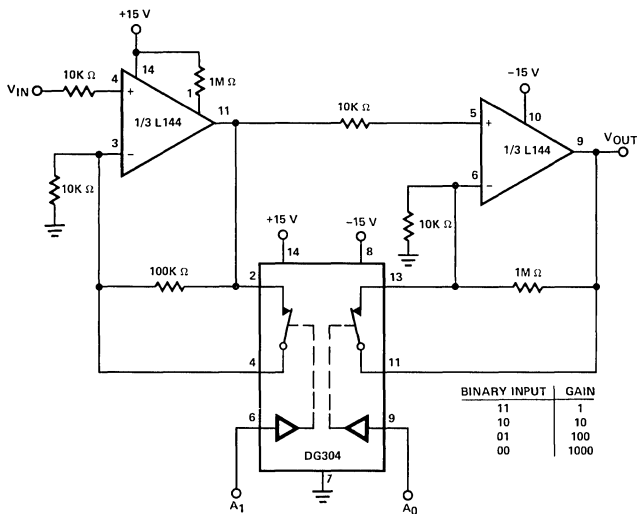 +15 V
14
1M Ω
1
11
10K Ω
4
V_IN
+
1/3 L144
3
−
10K Ω
10K Ω
−15 V
10
5
+
1/3 L144
9
V_OUT
6
−
10K Ω
+15 V
−15 V
14
8
100K Ω
2
13
1M Ω
4
11
6
9
DG304
7
A1
A0
BINARY INPUT GAIN
11 1
10 10
01 100
00 1000